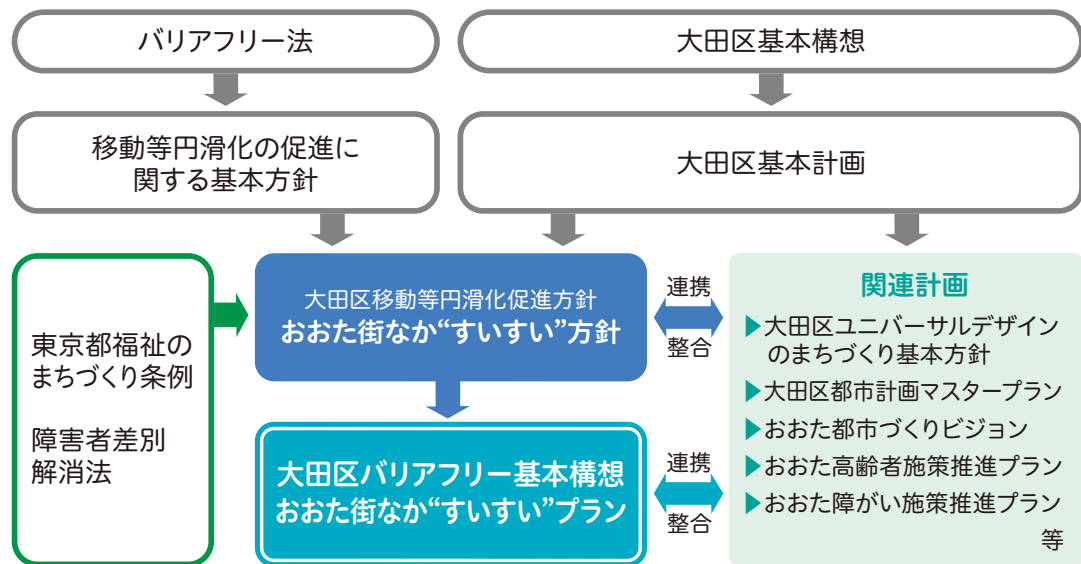 バリアフリー法
大田区基本構想
移動等円滑化の促進に
関する基本方針
大田区基本計画
東京都福祉の
まちづくり条例
障害者差別
解消法
大田区移動等円滑化促進方針
おおた街なか“すいすい”方針
連携
整合
大田区バリアフリー基本構想
おおた街なか“すいすい”プラン
連携
整合
関連計画
▶大田区ユニバーサルデザイン
のまちづくり基本方針
▶大田区都市計画マスタープラン
▶おおた都市づくりビジョン
▶おおた高齢者施策推進プラン
▶おおた障がい施策推進プラン
等